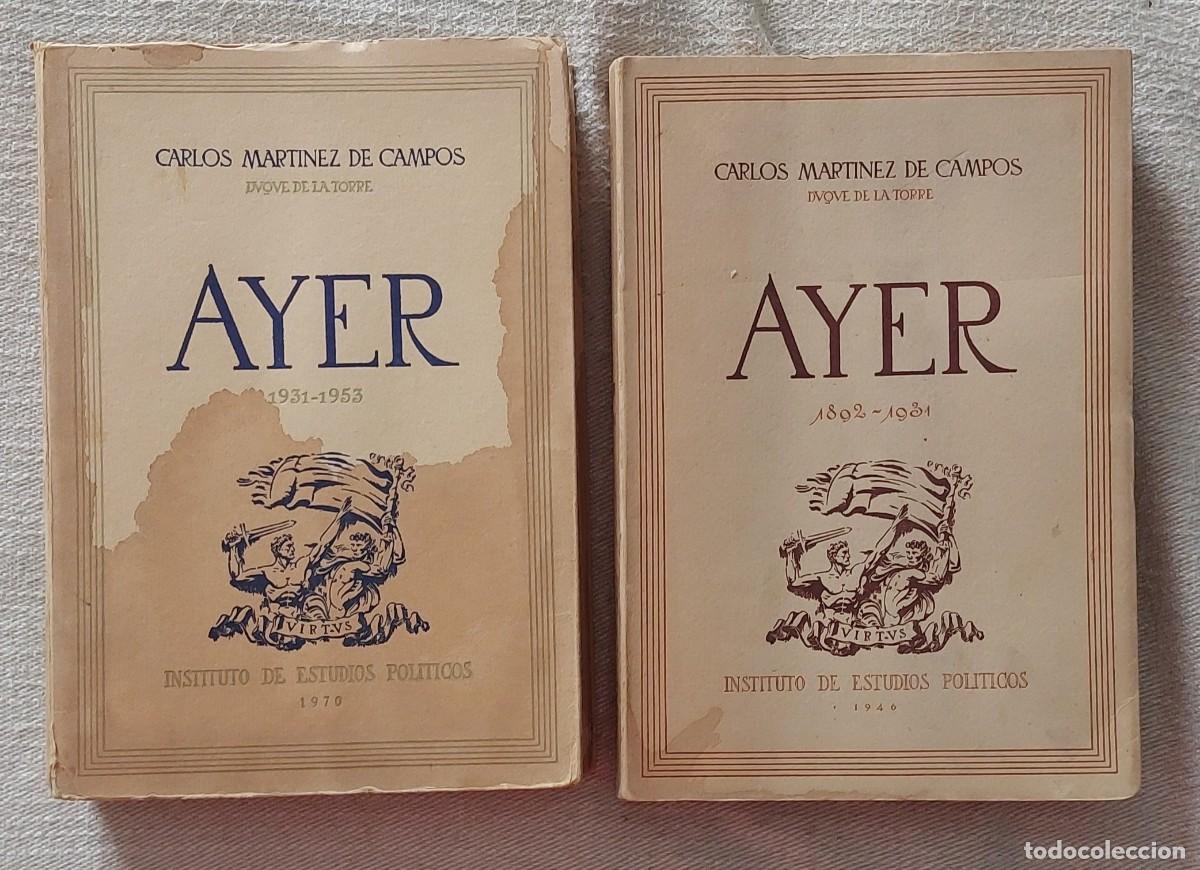 CARLOS MARTINEZ DE CAMPOS
DVQVE DE LA TORRE
AYER
1931-1953
VIRTVS
INSTITUTO DE ESTUDIOS POLITICOS
1970
CARLOS MARTINEZ DE CAMPOS
DVQVE DE LA TORRE
AYER
1892-1931
VIRTVS
INSTITUTO DE ESTUDIOS POLITICOS
1946
todocoleccion